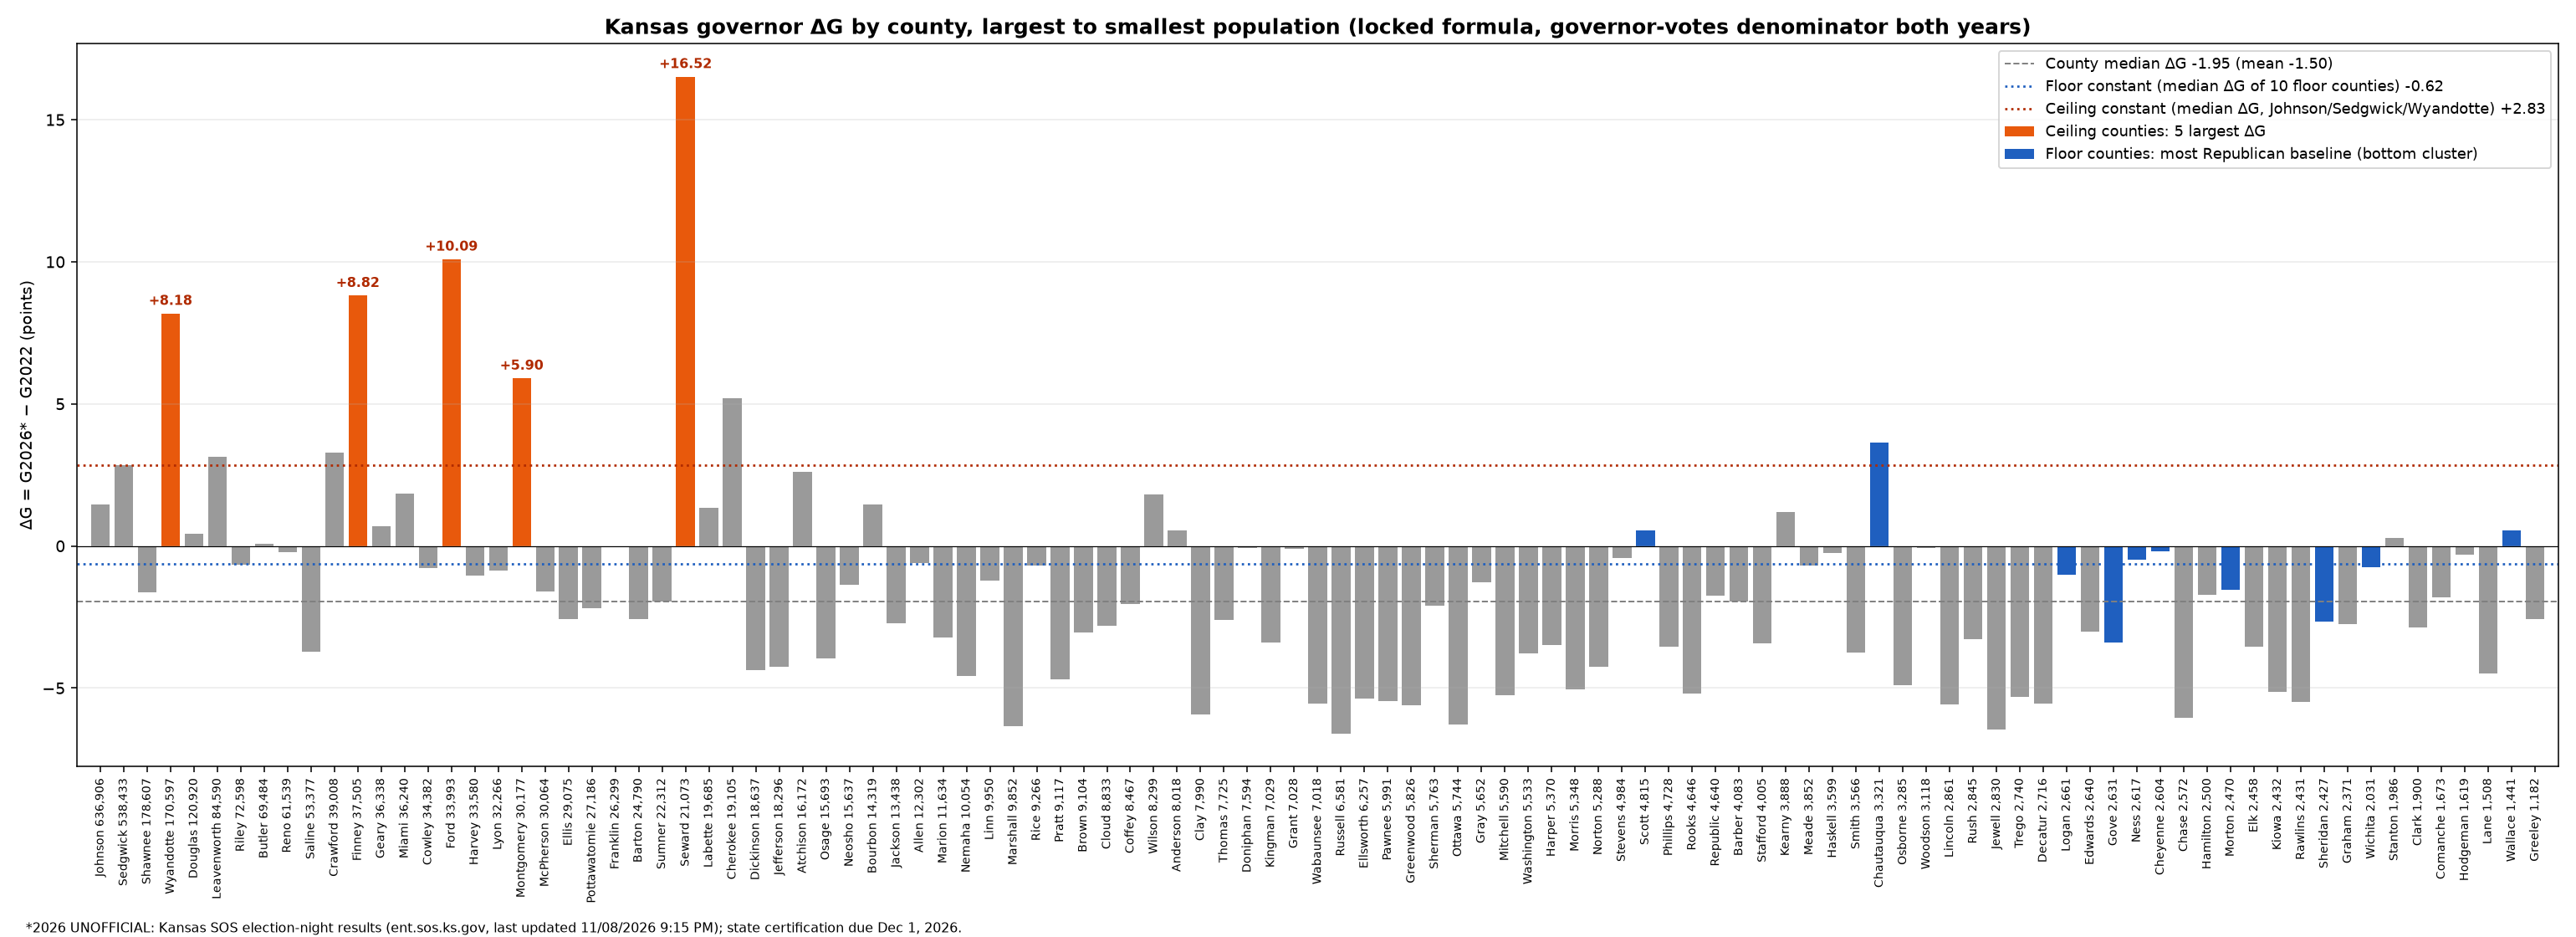 Kansas governor ΔG by county, largest to smallest population (locked formula, governor-votes denominator both years)
County median ΔG -1.95 (mean -1.50)
Floor constant (median ΔG of 10 floor counties) -0.62
Ceiling constant (median ΔG, Johnson/Sedgwick/Wyandotte) +2.83
Ceiling counties: 5 largest ΔG
Floor counties: most Republican baseline (bottom cluster)
ΔG = G2026* − G2022 (points)
15
10
5
0
−5
+8.18
+8.82
+10.09
+5.90
+16.52
Johnson 636,906
Sedgwick 538,433
Shawnee 178,607
Wyandotte 170,597
Douglas 120,920
Leavenworth 84,590
Riley 72,598
Butler 69,484
Reno 61,539
Saline 53,377
Crawford 39,008
Finney 37,505
Geary 36,338
Miami 36,240
Cowley 34,382
Ford 33,993
Harvey 33,580
Lyon 32,266
Montgomery 30,177
McPherson 30,064
Ellis 29,075
Pottawatomie 27,186
Franklin 26,299
Barton 24,790
Sumner 22,312
Seward 21,073
Labette 19,685
Cherokee 19,105
Dickinson 18,637
Jefferson 18,296
Atchison 16,172
Osage 15,693
Neosho 15,637
Bourbon 14,319
Jackson 13,438
Allen 12,302
Marion 11,634
Nemaha 10,054
Linn 9,950
Marshall 9,852
Rice 9,266
Pratt 9,117
Brown 9,104
Cloud 8,833
Coffey 8,467
Wilson 8,299
Anderson 8,018
Clay 7,990
Thomas 7,725
Doniphan 7,594
Kingman 7,029
Grant 7,028
Wabaunsee 7,018
Russell 6,581
Ellsworth 6,257
Pawnee 5,991
Greenwood 5,826
Sherman 5,763
Ottawa 5,744
Gray 5,652
Mitchell 5,590
Washington 5,533
Harper 5,370
Morris 5,348
Norton 5,288
Stevens 4,984
Scott 4,815
Phillips 4,728
Rooks 4,646
Republic 4,640
Barber 4,083
Stafford 4,005
Kearny 3,888
Meade 3,852
Haskell 3,599
Smith 3,566
Chautauqua 3,321
Osborne 3,285
Woodson 3,118
Lincoln 2,861
Rush 2,845
Jewell 2,830
Trego 2,740
Decatur 2,716
Logan 2,661
Edwards 2,640
Gove 2,631
Ness 2,617
Cheyenne 2,604
Chase 2,572
Hamilton 2,500
Morton 2,470
Elk 2,458
Kiowa 2,432
Rawlins 2,431
Sheridan 2,427
Graham 2,371
Wichita 2,031
Stanton 1,986
Clark 1,900
Comanche 1,673
Hodgeman 1,619
Lane 1,508
Wallace 1,441
Greeley 1,182
*2026 UNOFFICIAL: Kansas SOS election-night results (ent.sos.ks.gov, last updated 11/08/2026 9:15 PM); state certification due Dec 1, 2026.